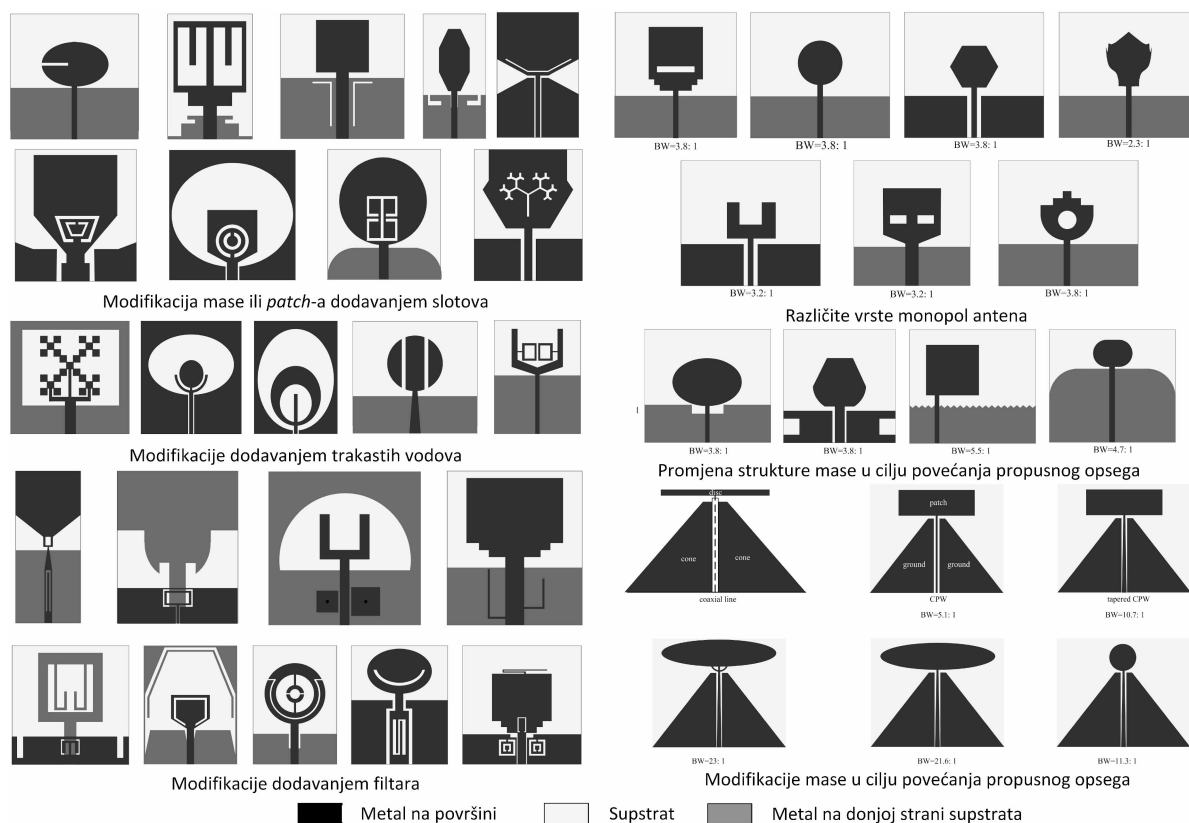 BW=3.8: 1
BW=3.8: 1
BW=3.8: 1
BW=2.3: 1
BW=3.2: 1
BW=3.2: 1
BW=3.8: 1
Modifikacija mase ili patch-a dodavanjem slotova
Različite vrste monopol antena
BW=3.8: 1
BW=3.8: 1
BW=5.5: 1
BW=4.7: 1
Modifikacije dodavanjem trakastih vodova
Promjena strukture mase u cilju povećanja propusnog opsega
disc
cone
cone
coaxial line
patch
ground
ground
CPW
BW=5.1: 1
tapered CPW
BW=10.7: 1
BW=23: 1
BW=21.6: 1
BW=11.3: 1
Modifikacije dodavanjem filtara
Modifikacije mase u cilju povećanja propusnog opsega
Metal na površini
Supstrat
Metal na donjoj strani supstrata